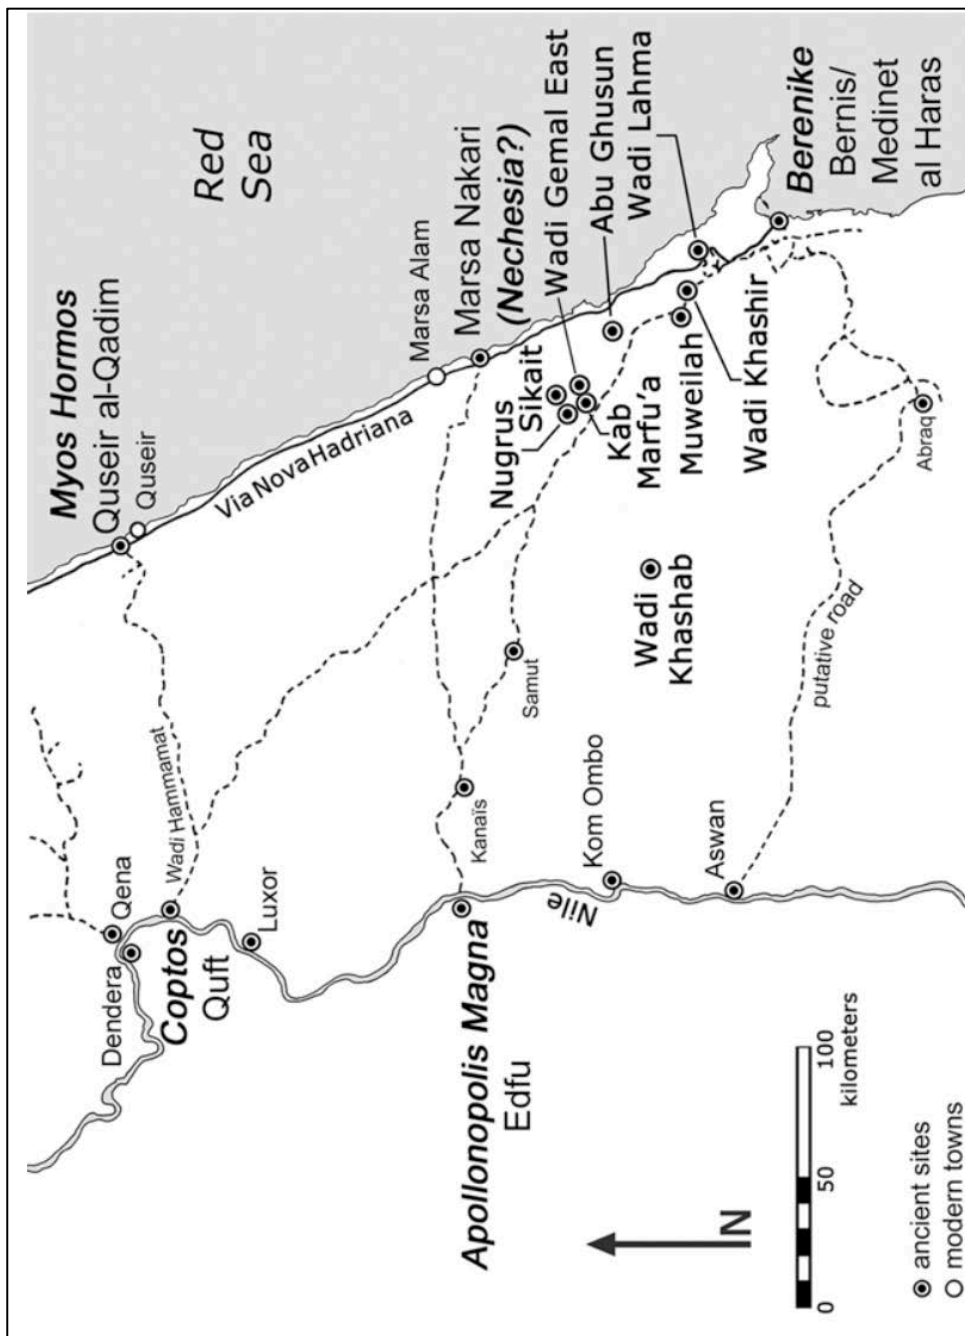 Red
Sea
Myos Hormos
Quseir al-Qadim
Quseir
Via Nova Hadriana
Marsa Alam
Marsa Nakari
(Nechesia?)
Wadi Gemal East
Abu Ghusun
Wadi Lahma
Berenike
Bernis/
Medinet
al Haras
Nugrus
Sikait
Kab
Marfu'a
Muweilah
Wadi Khashir
Abraq
Wadi
Khashab
putative road
Samut
Kanaïs
Wadi Hammamat
Qena
Dendera
Coptos
Quft
Luxor
Apollonopolis Magna
Edfu
Nile
Kom Ombo
Aswan
N
0
50
100
kilometers
ancient sites
modern towns